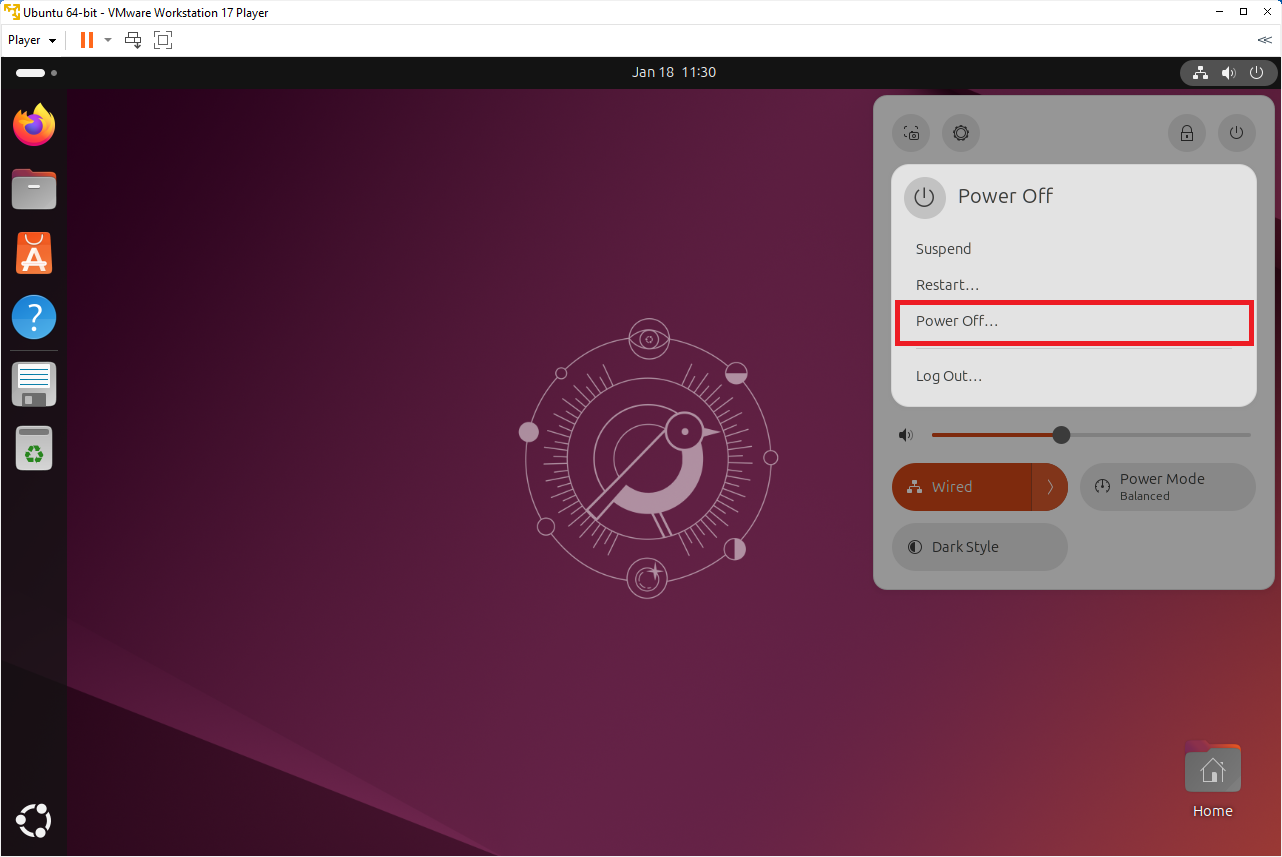 Ubuntu 64-bit - VMware Workstation 17 Player
Player
Jan 18 11:30
Power Off
Suspend
Restart...
Power Off...
Log Out...
Wired
Power Mode
Balanced
Dark Style
Home